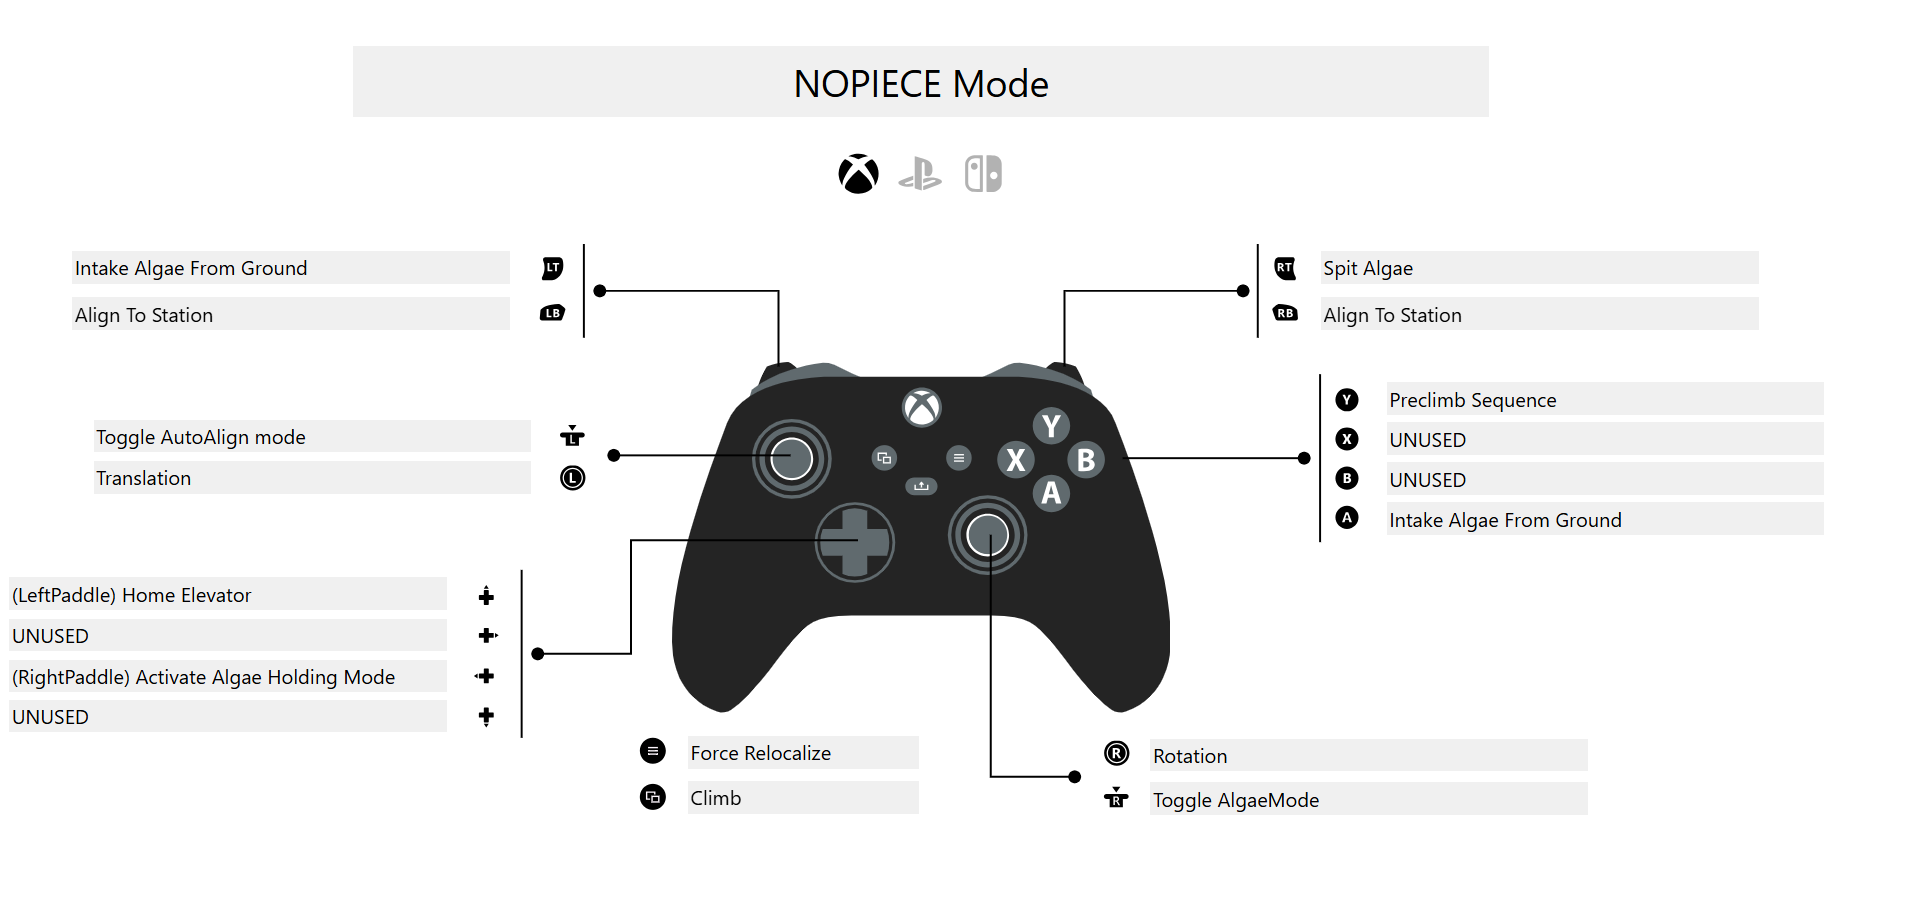 NOPIECE Mode
Intake Algae From Ground
LT
Align To Station
LB
RT
Spit Algae
RB
Align To Station
Toggle AutoAlign mode
L
Translation
L
Y
X
B
A
Y
Preclimb Sequence
X
UNUSED
B
UNUSED
A
Intake Algae From Ground
(LeftPaddle) Home Elevator
UNUSED
(RightPaddle) Activate Algae Holding Mode
UNUSED
Force Relocalize
Climb
R
Rotation
R
Toggle AlgaeMode